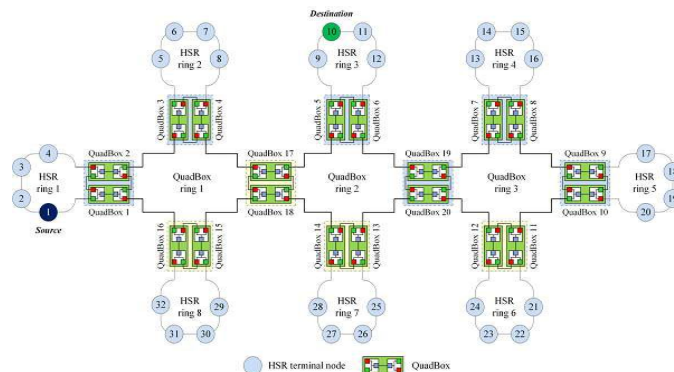 Destination
6 7
10 11
14 15
5 HSR ring 2 8
9 HSR ring 3 12
13 HSR ring 4 16
QuadBox 3
QuadBox 4
QuadBox 5
QuadBox 6
QuadBox 7
QuadBox 8
4
3
HSR ring 1
2
1
Source
QuadBox 2
QuadBox 1
QuadBox ring 1
QuadBox 17
QuadBox 18
QuadBox ring 2
QuadBox 19
QuadBox 20
QuadBox ring 3
QuadBox 9
QuadBox 10
17
18
HSR ring 5
19
20
QuadBox 16
QuadBox 15
QuadBox 14
QuadBox 13
QuadBox 12
QuadBox 11
32 HSR ring 8 29
31 30
28 HSR ring 7 25
27 26
24 HSR ring 6 21
23 22
HSR terminal node
QuadBox